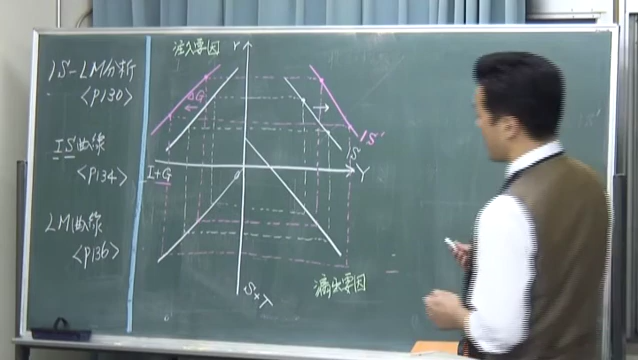 IS-LM分析
<P130>
IS曲線
<P134>
LM曲線
<P136>
注入要因
r
ΔG
IS'
IS
I+G
Y
0
漏出要因
S+T